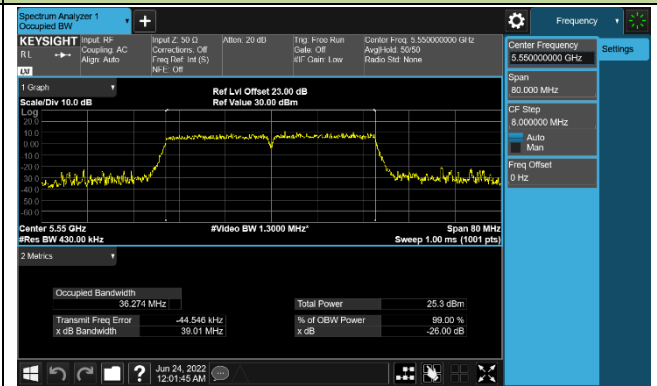 Spectrum Analyzer 1
Occupied BW
Frequency
KEYSIGHT
RL
LXI
Input: RF
Coupling: AC
Align: Auto
Input Z: 50 Ω
Corrections: Off
Freq Ref: Int (S)
NFE: Off
Atten: 20 dB
Trig: Free Run
Gate: Off
#IF Gain: Low
Center Freq: 5.550000000 GHz
Avg|Hold: 50/50
Radio Std: None
Center Frequency
5.550000000 GHz
Settings
Span
80.000 MHz
CF Step
8.000000 MHz
Auto
Man
Freq Offset
0 Hz
1 Graph
Scale/Div 10.0 dB
Ref Lvl Offset 23.00 dB
Ref Value 30.00 dBm
Log
20.0
10.0
0.00
-10.0
-20.0
-30.0
-40.0
-50.0
-60.0
Center 5.55 GHz
#Video BW 1.3000 MHz*
Span 80 MHz
#Res BW 430.00 kHz
Sweep 1.00 ms (1001 pts)
2 Metrics
Occupied Bandwidth
36.274 MHz
Total Power 25.3 dBm
Transmit Freq Error -44.546 kHz
% of OBW Power 99.00 %
x dB Bandwidth 39.01 MHz
x dB -26.00 dB
?
Jun 24, 2022
12:01:45 AM